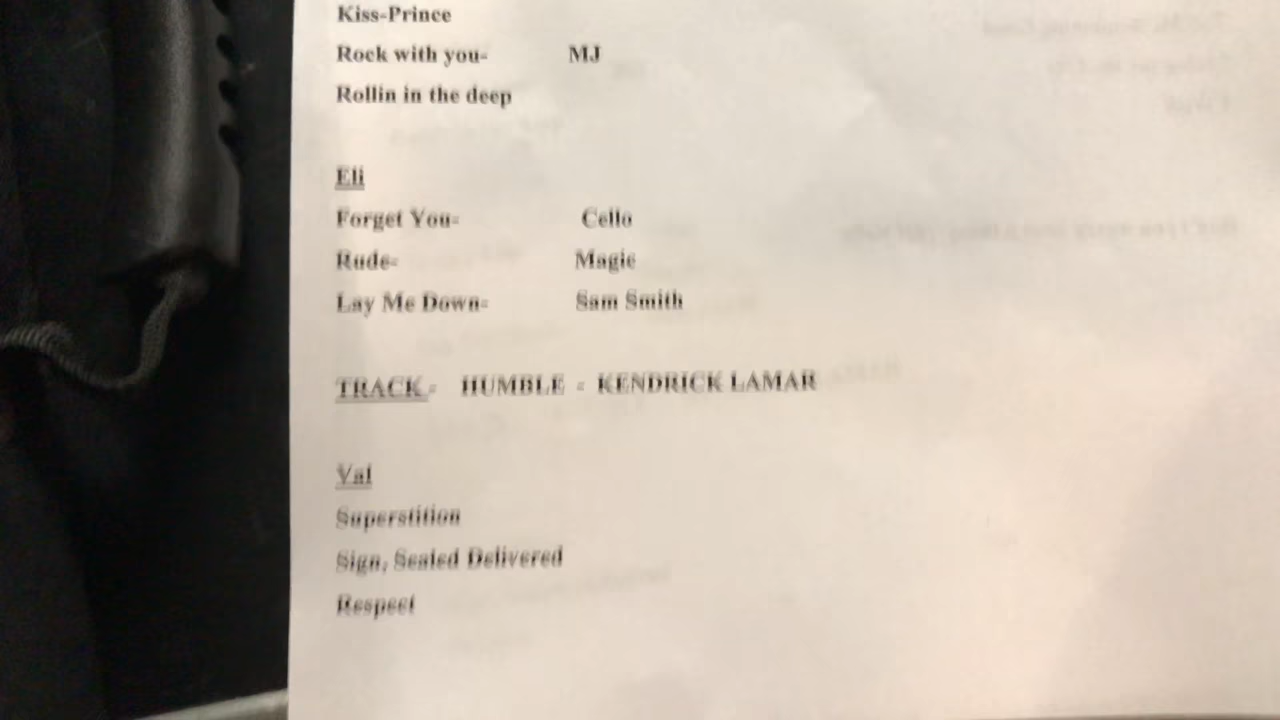 Kiss-Prince
Rock with you- MJ
Rollin in the deep
Eli
Forget You- Cello
Rude- Magic
Lay Me Down- Sam Smith
TRACK - HUMBLE - KENDRICK LAMAR
Val
Superstition
Sign, Sealed Delivered
Respect